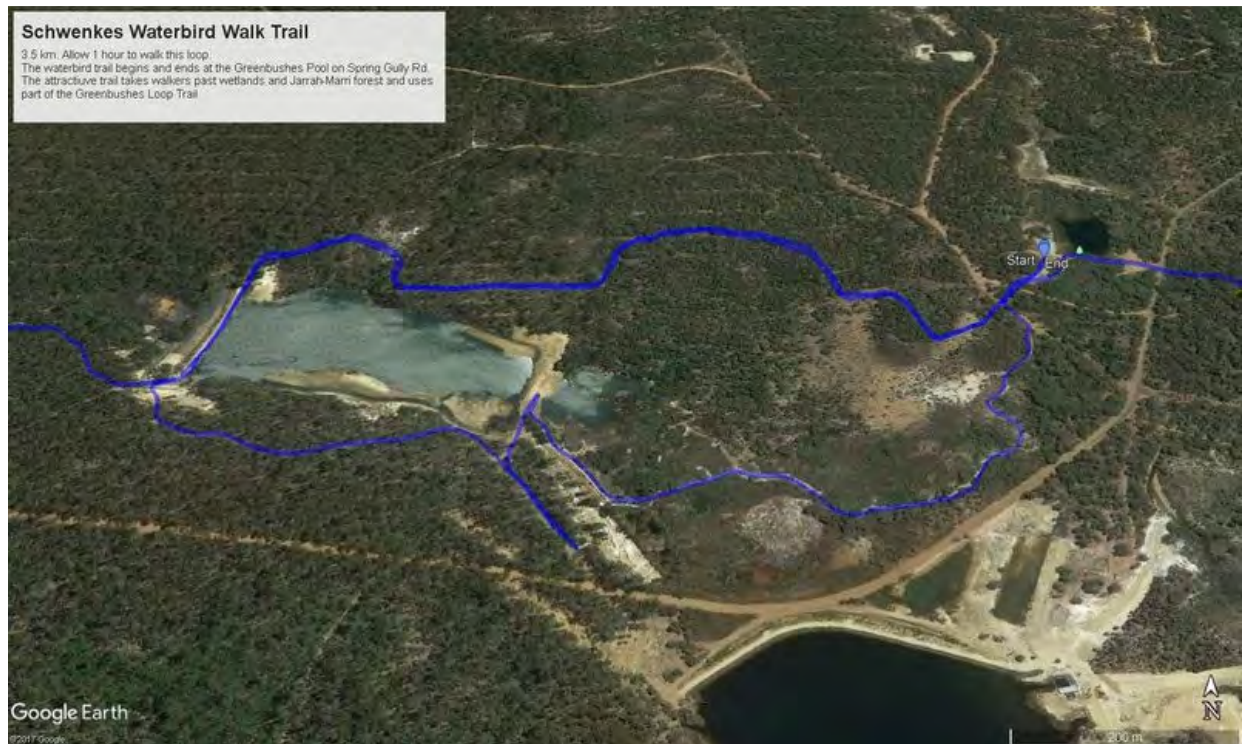 Schwenkes Waterbird Walk Trail
3.5 km. Allow 1 hour to walk this loop.
The waterbird trail begins and ends at the Greenbushes Pool on Spring Gully Rd.
The attractiuve trail takes walkers past wetlands and Jarrah-Marri forest and uses
part of the Greenbushes Loop Trail
Start
End
Google Earth
©2017 Google
N
200 m